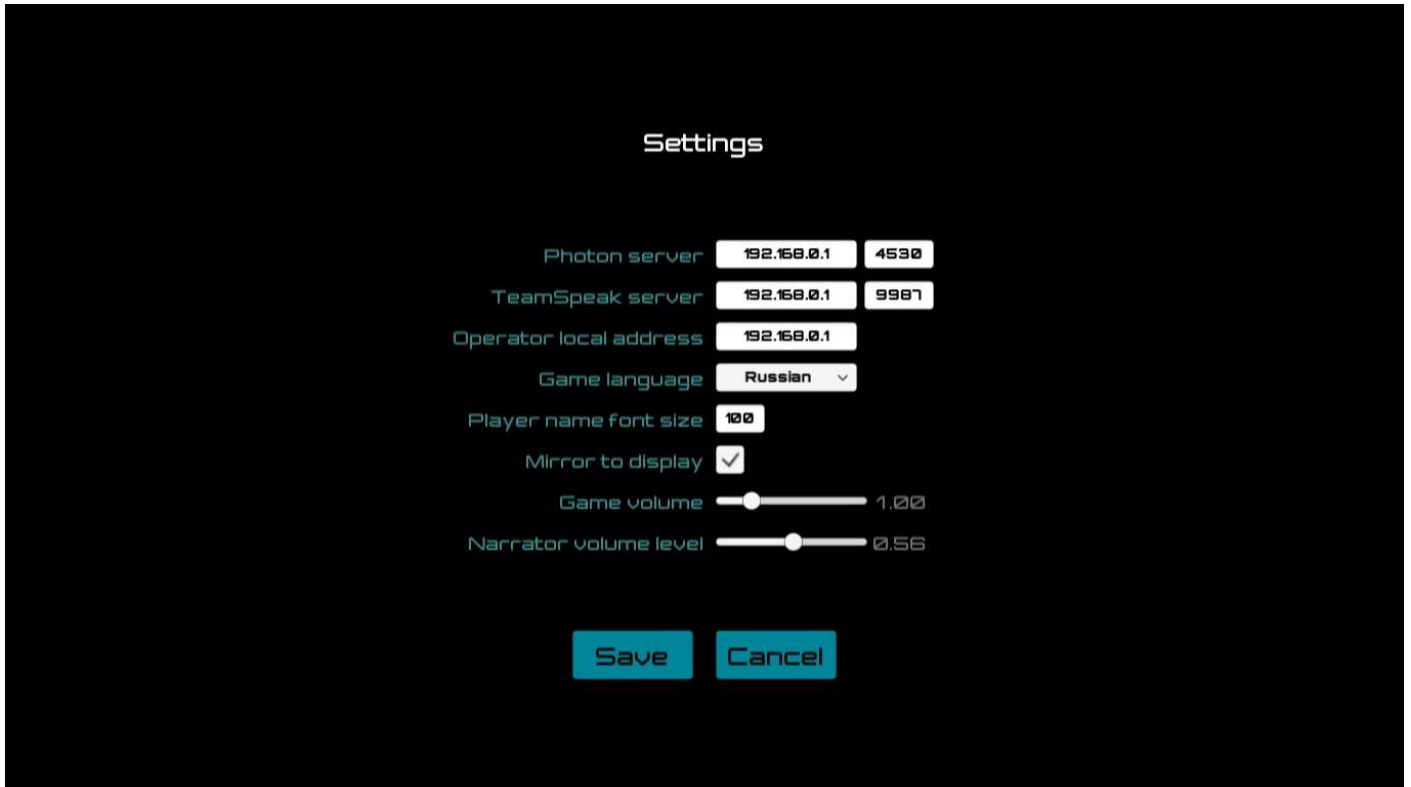 Settings
Photon server 192.168.0.1 4530
TeamSpeak server 192.168.0.1 9987
Operator local address 192.168.0.1
Game language Russian
Player name font size 100
Mirror to display
Game volume 1.00
Narrator volume level 0.56
Save Cancel